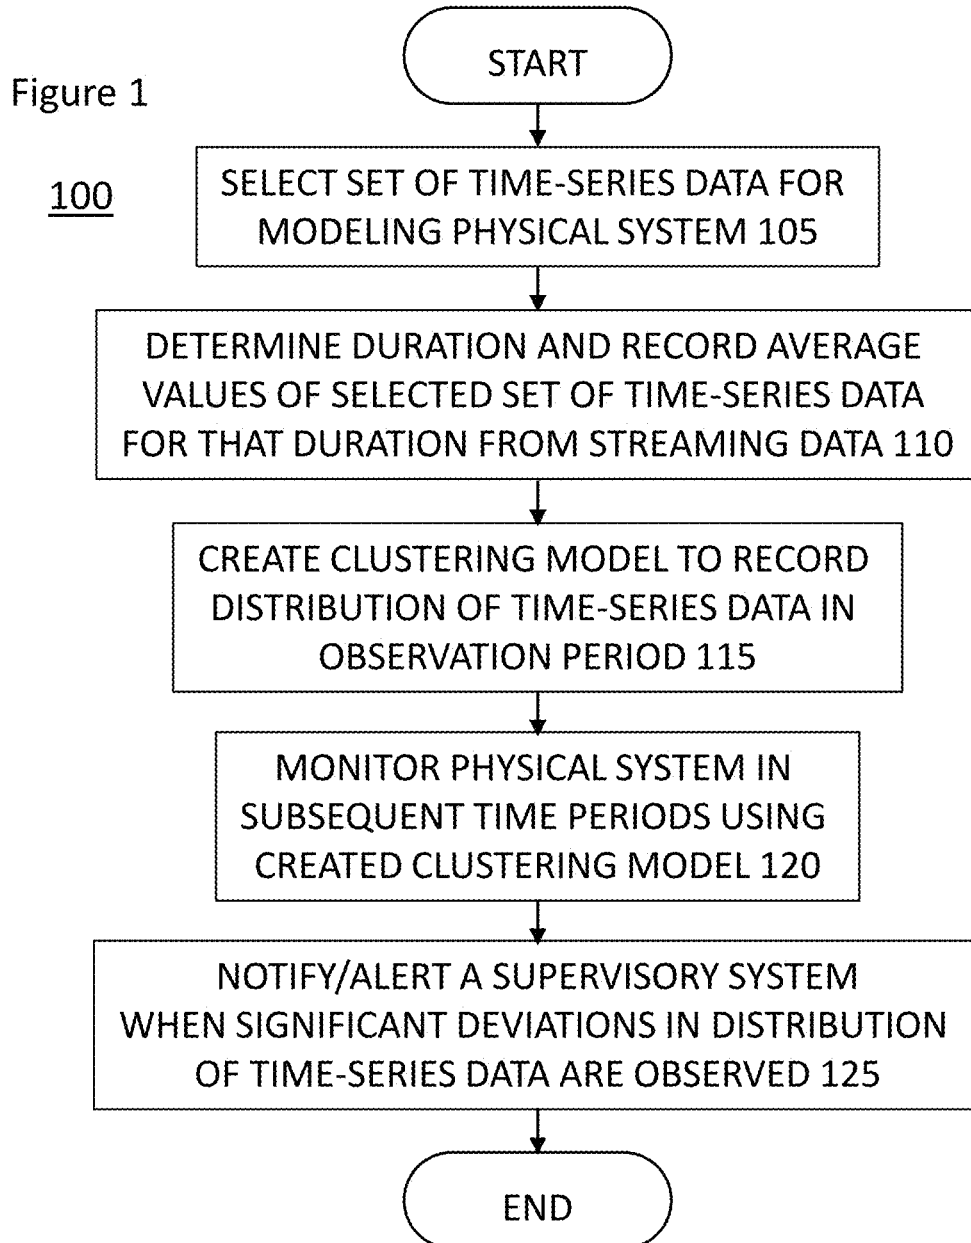 START
Figure 1
100
SELECT SET OF TIME-SERIES DATA FOR
MODELING PHYSICAL SYSTEM 105
DETERMINE DURATION AND RECORD AVERAGE
VALUES OF SELECTED SET OF TIME-SERIES DATA
FOR THAT DURATION FROM STREAMING DATA 110
CREATE CLUSTERING MODEL TO RECORD
DISTRIBUTION OF TIME-SERIES DATA IN
OBSERVATION PERIOD 115
MONITOR PHYSICAL SYSTEM IN
SUBSEQUENT TIME PERIODS USING
CREATED CLUSTERING MODEL 120
NOTIFY/ALERT A SUPERVISORY SYSTEM
WHEN SIGNIFICANT DEVIATIONS IN DISTRIBUTION
OF TIME-SERIES DATA ARE OBSERVED 125
END